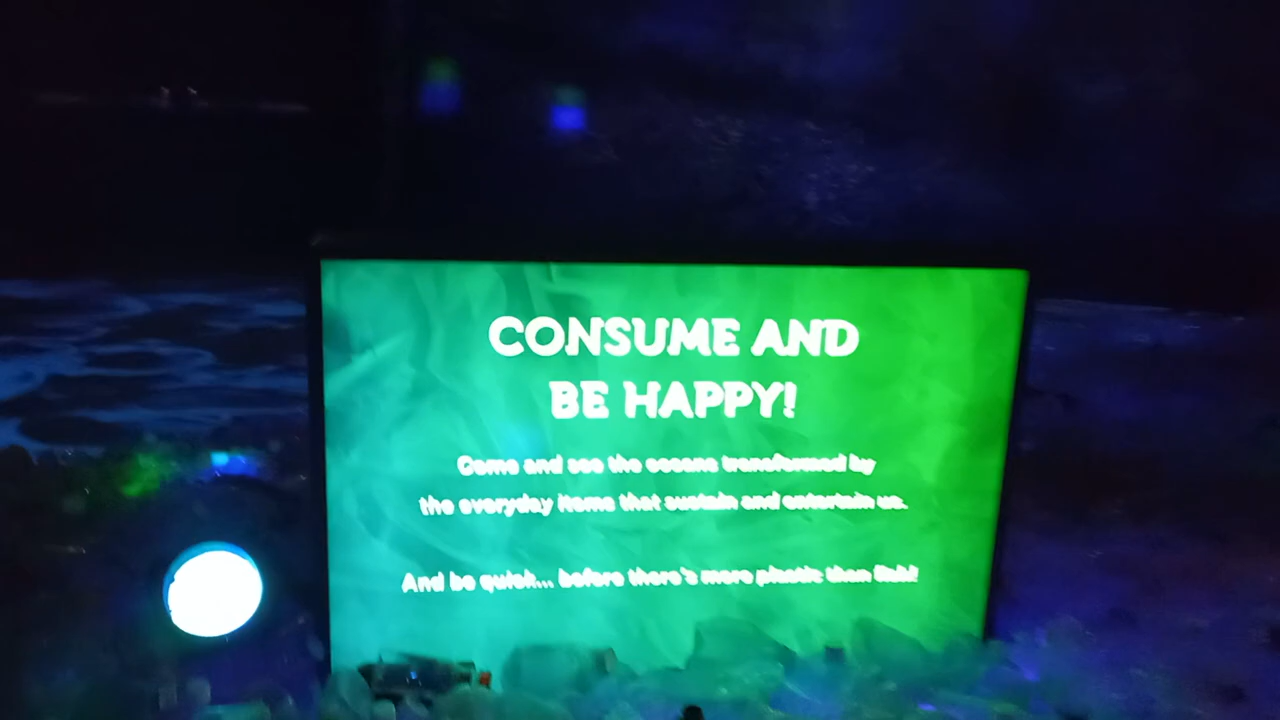 CONSUME AND
BE HAPPY!
Come and see the oceans transformed by
the everyday items that sustain and entertain us.
And be quick... before there's more plastic than fish!